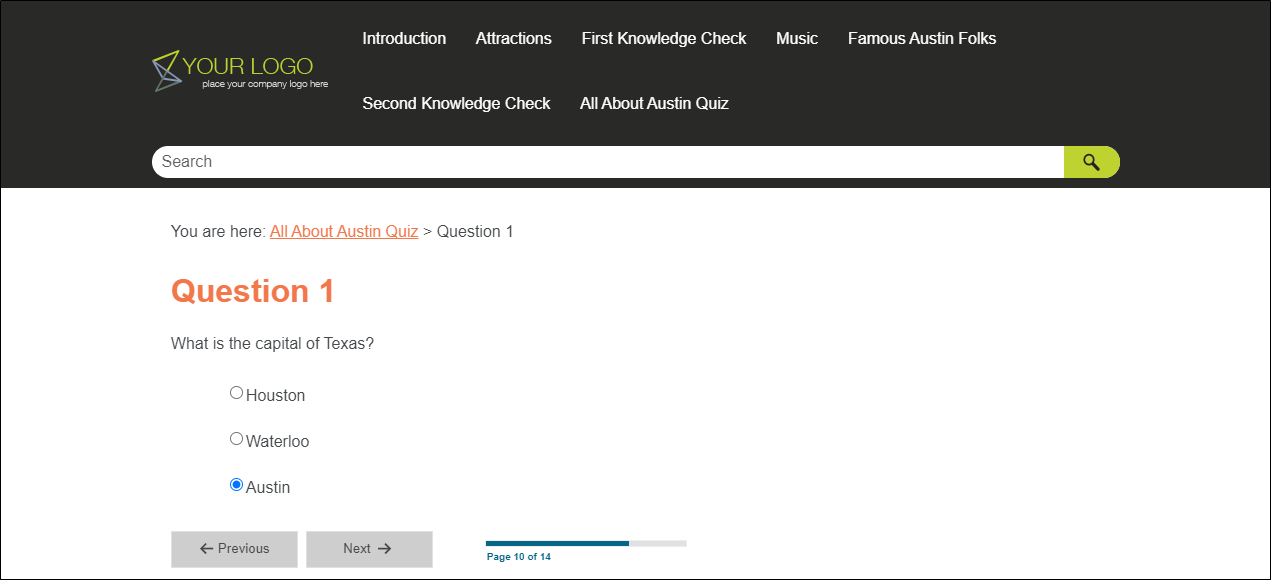 Introduction Attractions First Knowledge Check Music Famous Austin Folks
YOUR LOGO
place your company logo here
Second Knowledge Check All About Austin Quiz
Search
You are here: All About Austin Quiz > Question 1
Question 1
What is the capital of Texas?
Houston
Waterloo
Austin
Previous Next
Page 10 of 14